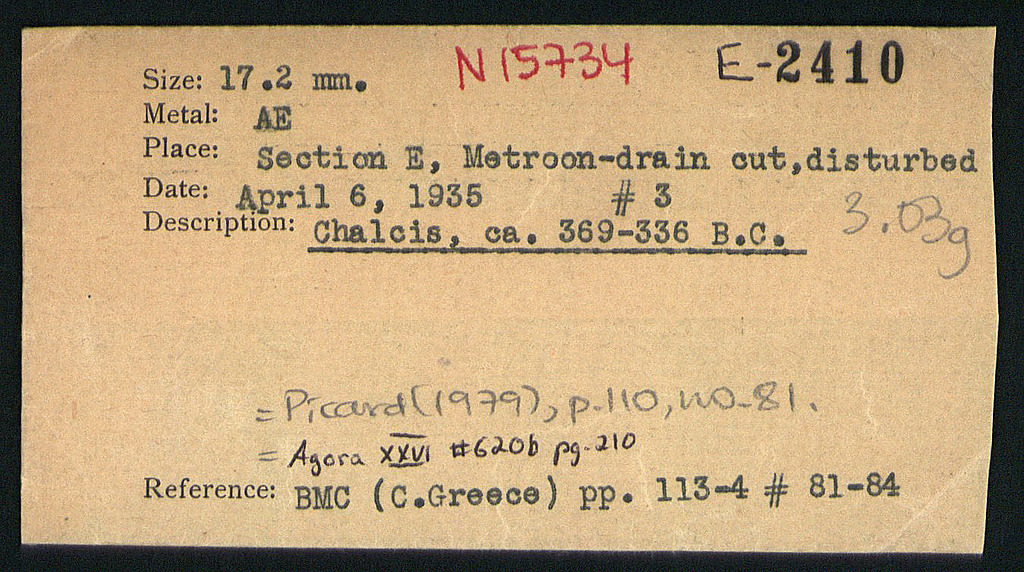 N 15734 E-2410
Size: 17.2 mm.
Metal: AE
Place: Section E, Metroon-drain cut,disturbed
Date: April 6, 1935 # 3
3.03g
Description: Chalcis, ca. 369-336 B.C.
= Picard(1979), p.110, no.81.
= Agora XXVI #620b pg.210
Reference: BMC (C.Greece) pp. 113-4 # 81-84